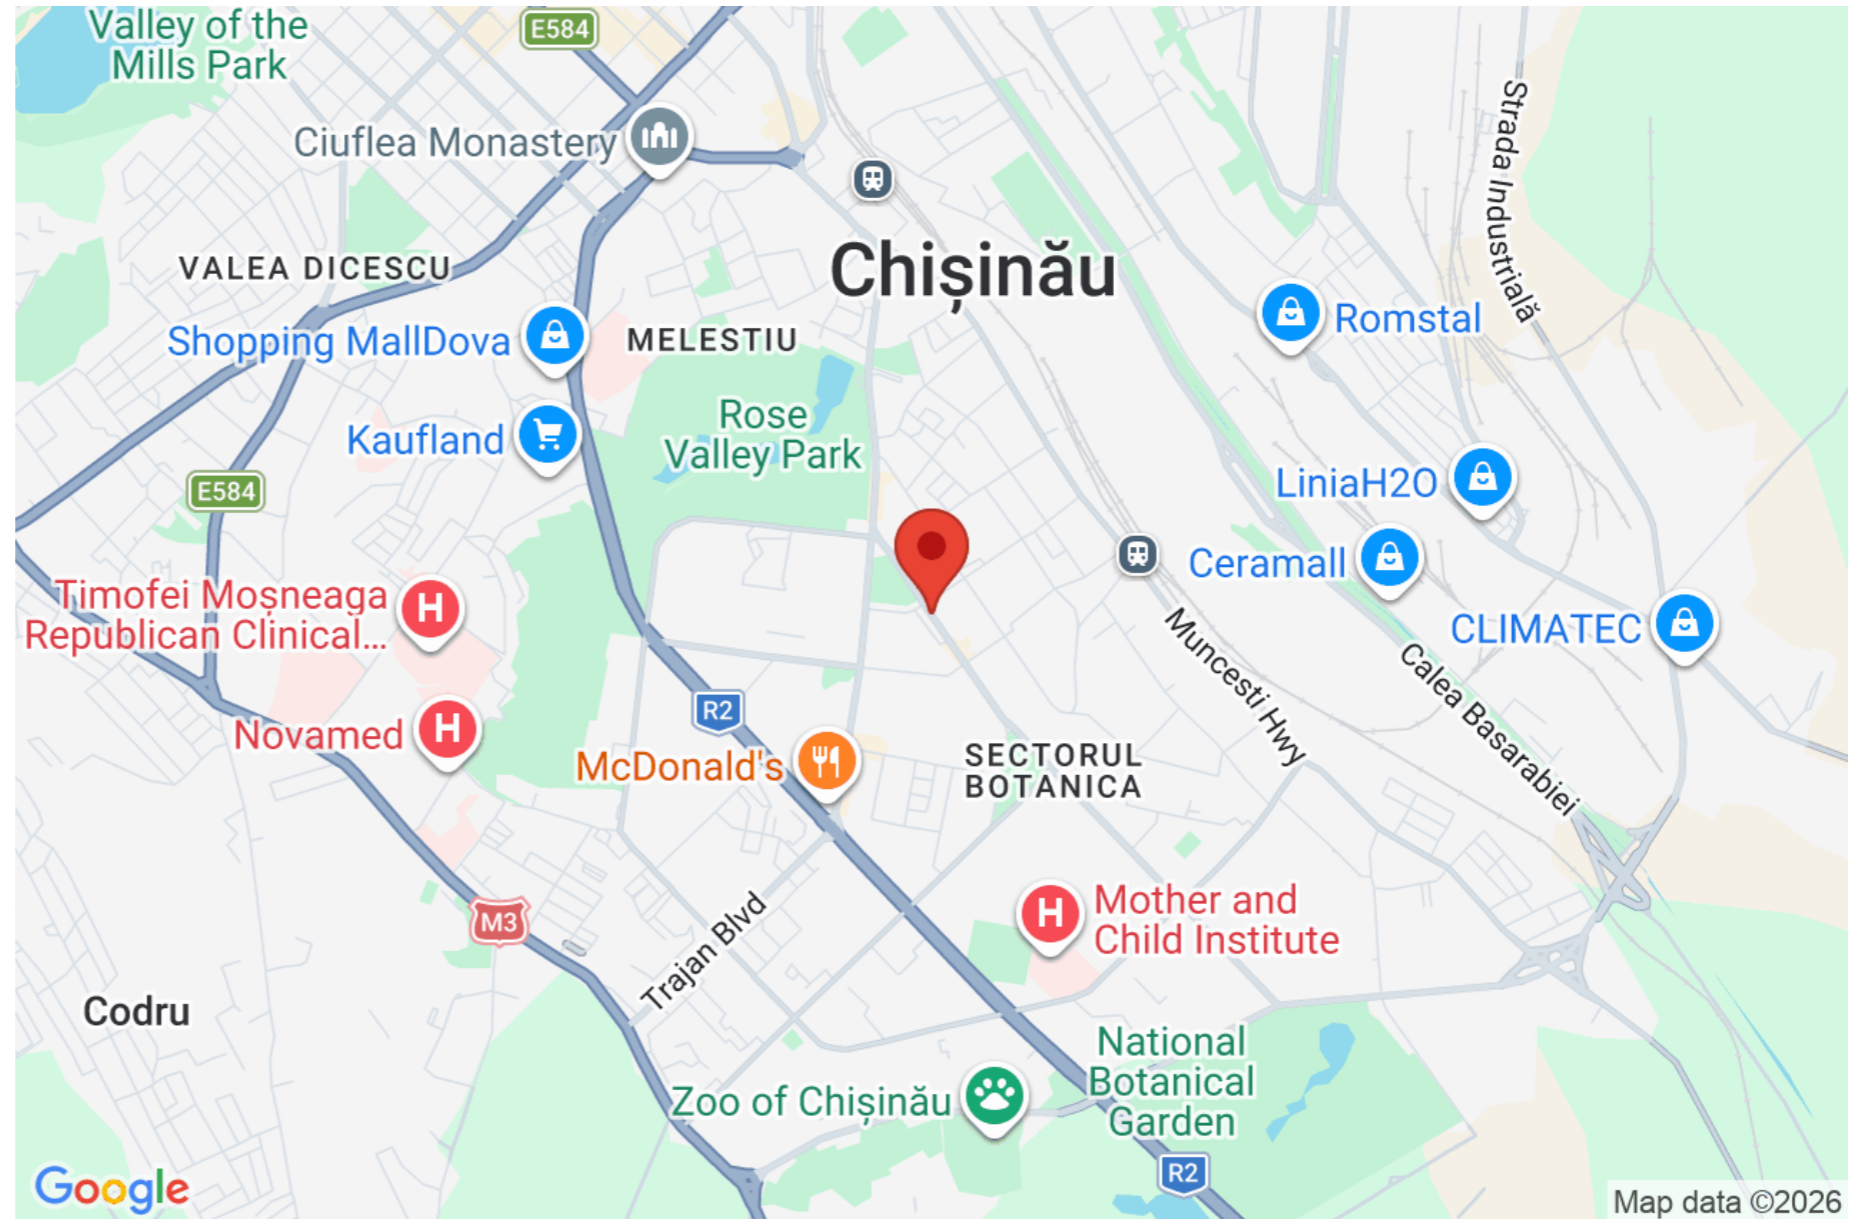 Valley of the
Mills Park
E584
Ciuflea Monastery
Strada Industrială
VALEA DICESCU
Chișinău
Shopping MallDova
MELESTIU
Romstal
Rose
Valley Park
Kaufland
E584
LiniaH2O
Ceramall
Timofei Moșneaga
Republican Clinical...
H
CLIMATEC
Muncesti Hwy
Calea Basarabiei
R2
Novamed
H
McDonald's
SECTORUL
BOTANICA
M3
Trajan Blvd
H
Mother and
Child Institute
Codru
National
Botanical
Garden
Zoo of Chișinău
R2
Google
Map data ©2026